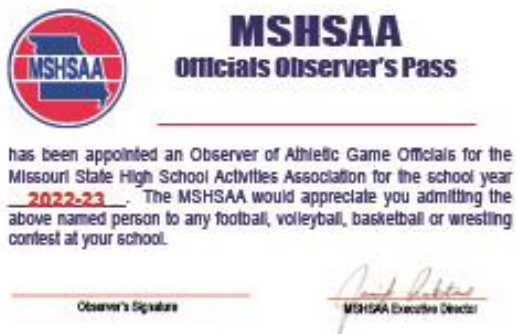 MSHSAA
MSHSAA
Officials Observer's Pass
has been appointed an Observer of Athletic Game Officials for the
Missouri State High School Activities Association for the school year
2022-23. The MSHSAA would appreciate you admitting the
above named person to any football, volleyball, basketball or wrestling
contest at your school.
Observer's Signature
MSHSAA Executive Director